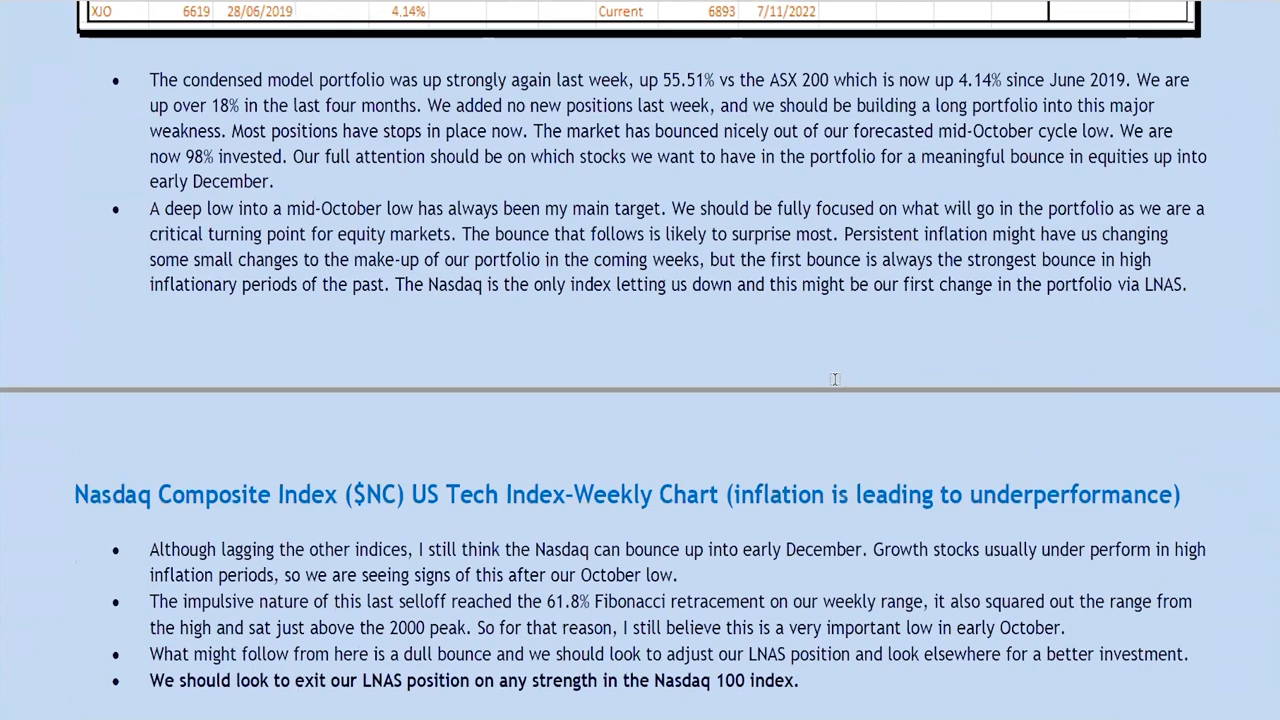 XJO 6619 28/06/2019 4.14% Current 6893 7/11/2022
• The condensed model portfolio was up strongly again last week, up 55.51% vs the ASX 200 which is now up 4.14% since June 2019. We are
up over 18% in the last four months. We added no new positions last week, and we should be building a long portfolio into this major
weakness. Most positions have stops in place now. The market has bounced nicely out of our forecasted mid-October cycle low. We are
now 98% invested. Our full attention should be on which stocks we want to have in the portfolio for a meaningful bounce in equities up into
early December.
• A deep low into a mid-October low has always been my main target. We should be fully focused on what will go in the portfolio as we are a
critical turning point for equity markets. The bounce that follows is likely to surprise most. Persistent inflation might have us changing
some small changes to the make-up of our portfolio in the coming weeks, but the first bounce is always the strongest bounce in high
inflationary periods of the past. The Nasdaq is the only index letting us down and this might be our first change in the portfolio via LNAS.
Nasdaq Composite Index ($NC) US Tech Index-Weekly Chart (inflation is leading to underperformance)
• Although lagging the other indices, I still think the Nasdaq can bounce up into early December. Growth stocks usually under perform in high
inflation periods, so we are seeing signs of this after our October low.
• The impulsive nature of this last selloff reached the 61.8% Fibonacci retracement on our weekly range, it also squared out the range from
the high and sat just above the 2000 peak. So for that reason, I still believe this is a very important low in early October.
• What might follow from here is a dull bounce and we should look to adjust our LNAS position and look elsewhere for a better investment.
• We should look to exit our LNAS position on any strength in the Nasdaq 100 index.